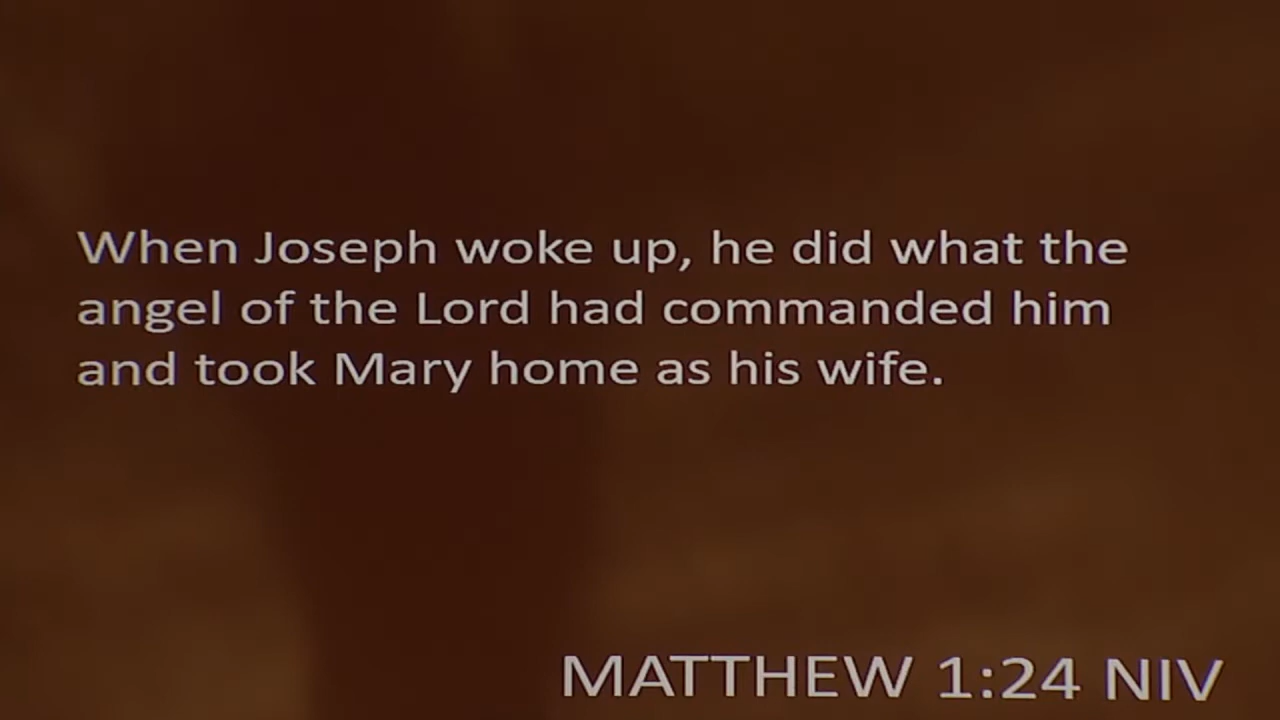 When Joseph woke up, he did what the
angel of the Lord had commanded him
and took Mary home as his wife.
MATTHEW 1:24 NIV